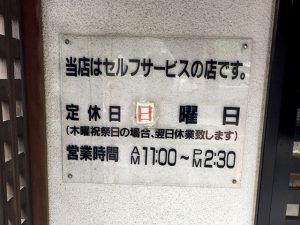 当店はセルフサービスの店です。
定休日 日 曜日
(木曜祝祭日の場合、翌日休業致します)
営業時間 AM11:00～PM2:30